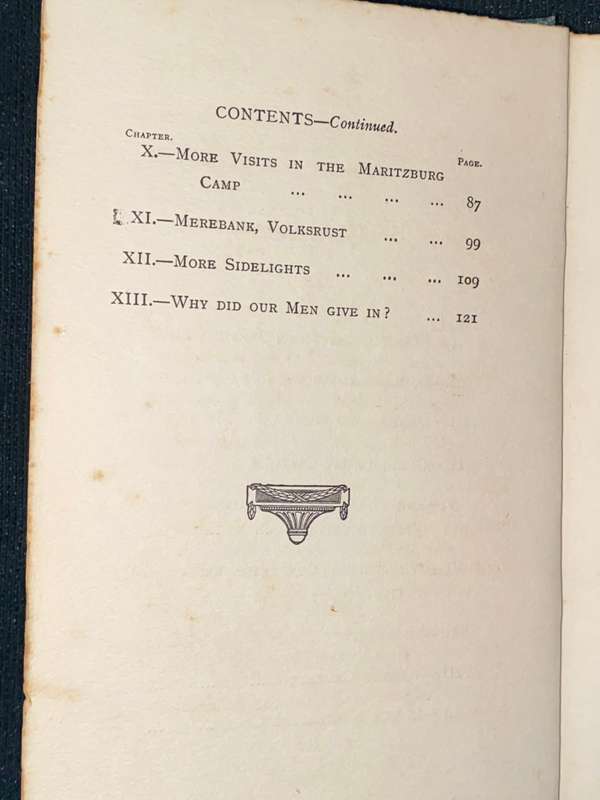 CONTENTS—Continued.
CHAPTER. PAGE.
X.—MORE VISITS IN THE MARITZBURG
CAMP ... ... ... ... 87
XI.—MEREBANK, VOLKSRUST ... ... 99
XII.—MORE SIDELIGHTS ... ... ... 109
XIII.—WHY DID OUR MEN GIVE IN? ... 121